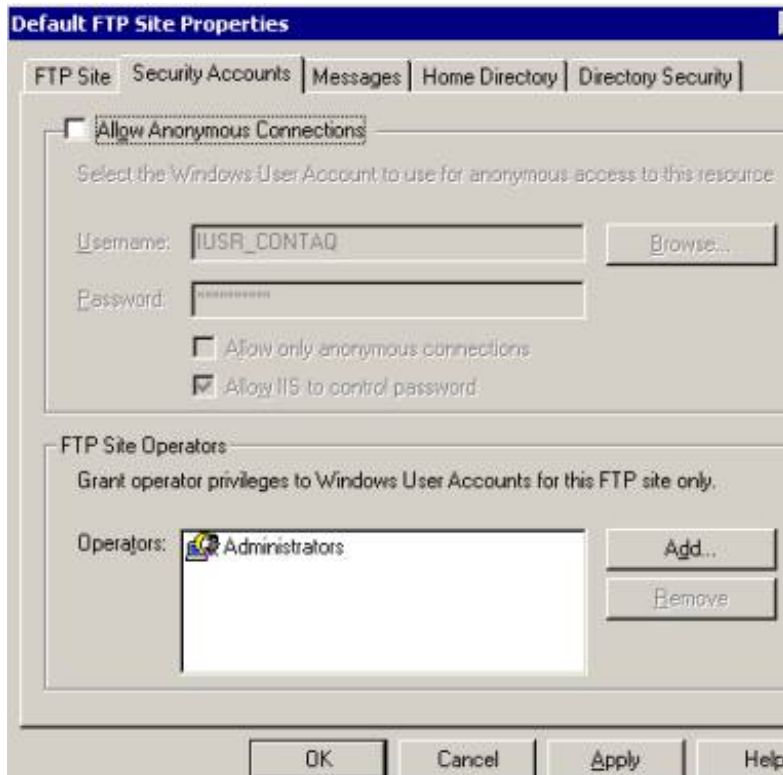 Default FTP Site Properties
FTP Site Security Accounts Messages Home Directory Directory Security
Allow Anonymous Connections
Select the Windows User Account to use for anonymous access to this resource
Username: IUSR_CONTAQ Browse...
Password: **********
Allow only anonymous connections
Allow IIS to control password
FTP Site Operators
Grant operator privileges to Windows User Accounts for this FTP site only.
Operators: Administrators Add...
Remove
OK Cancel Apply Help